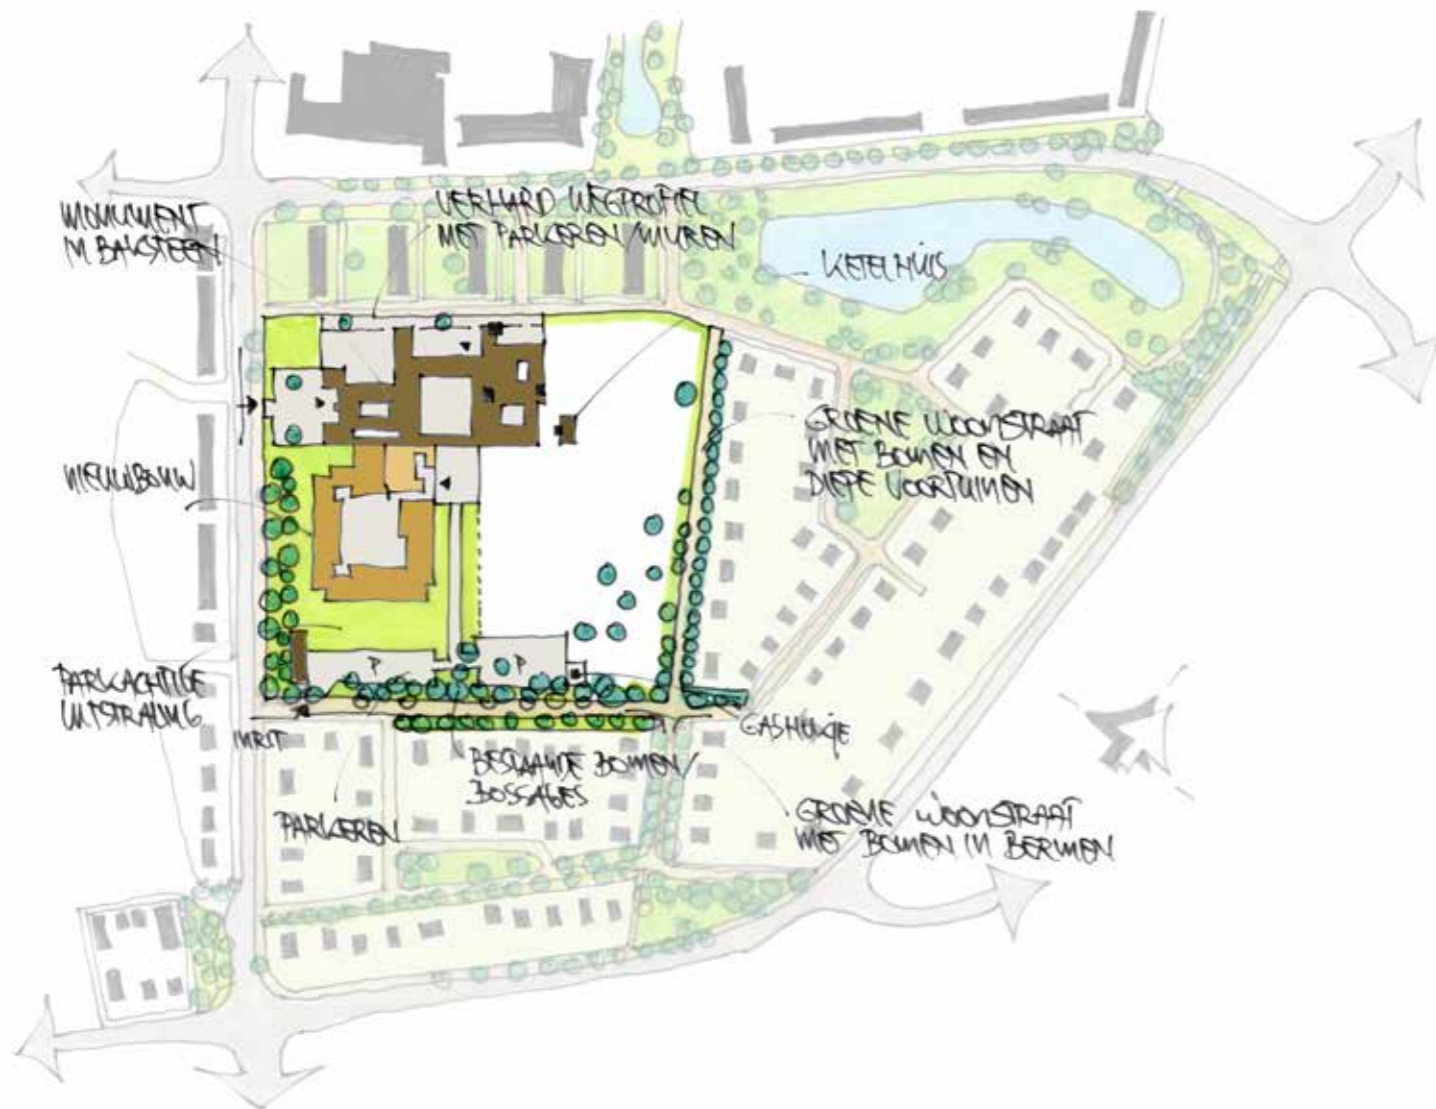 MONUMENT
IN BAKSTEEN
VERHARD WEGPROFIEL
MET PARKEREN/MUREN
KETELHUIS
GROENE WOONSTRAAT
MET BOMEN EN
DIEPE VOORTUINEN
NIEUWBOUW
PARKACHTIGE
UITSTRALING
P
P
INRIT
GASHUISJE
BESTAANDE BOMEN/
BOSSAGES
PARKEREN
GROENE WOONSTRAAT
MET BOMEN IN BERMEN